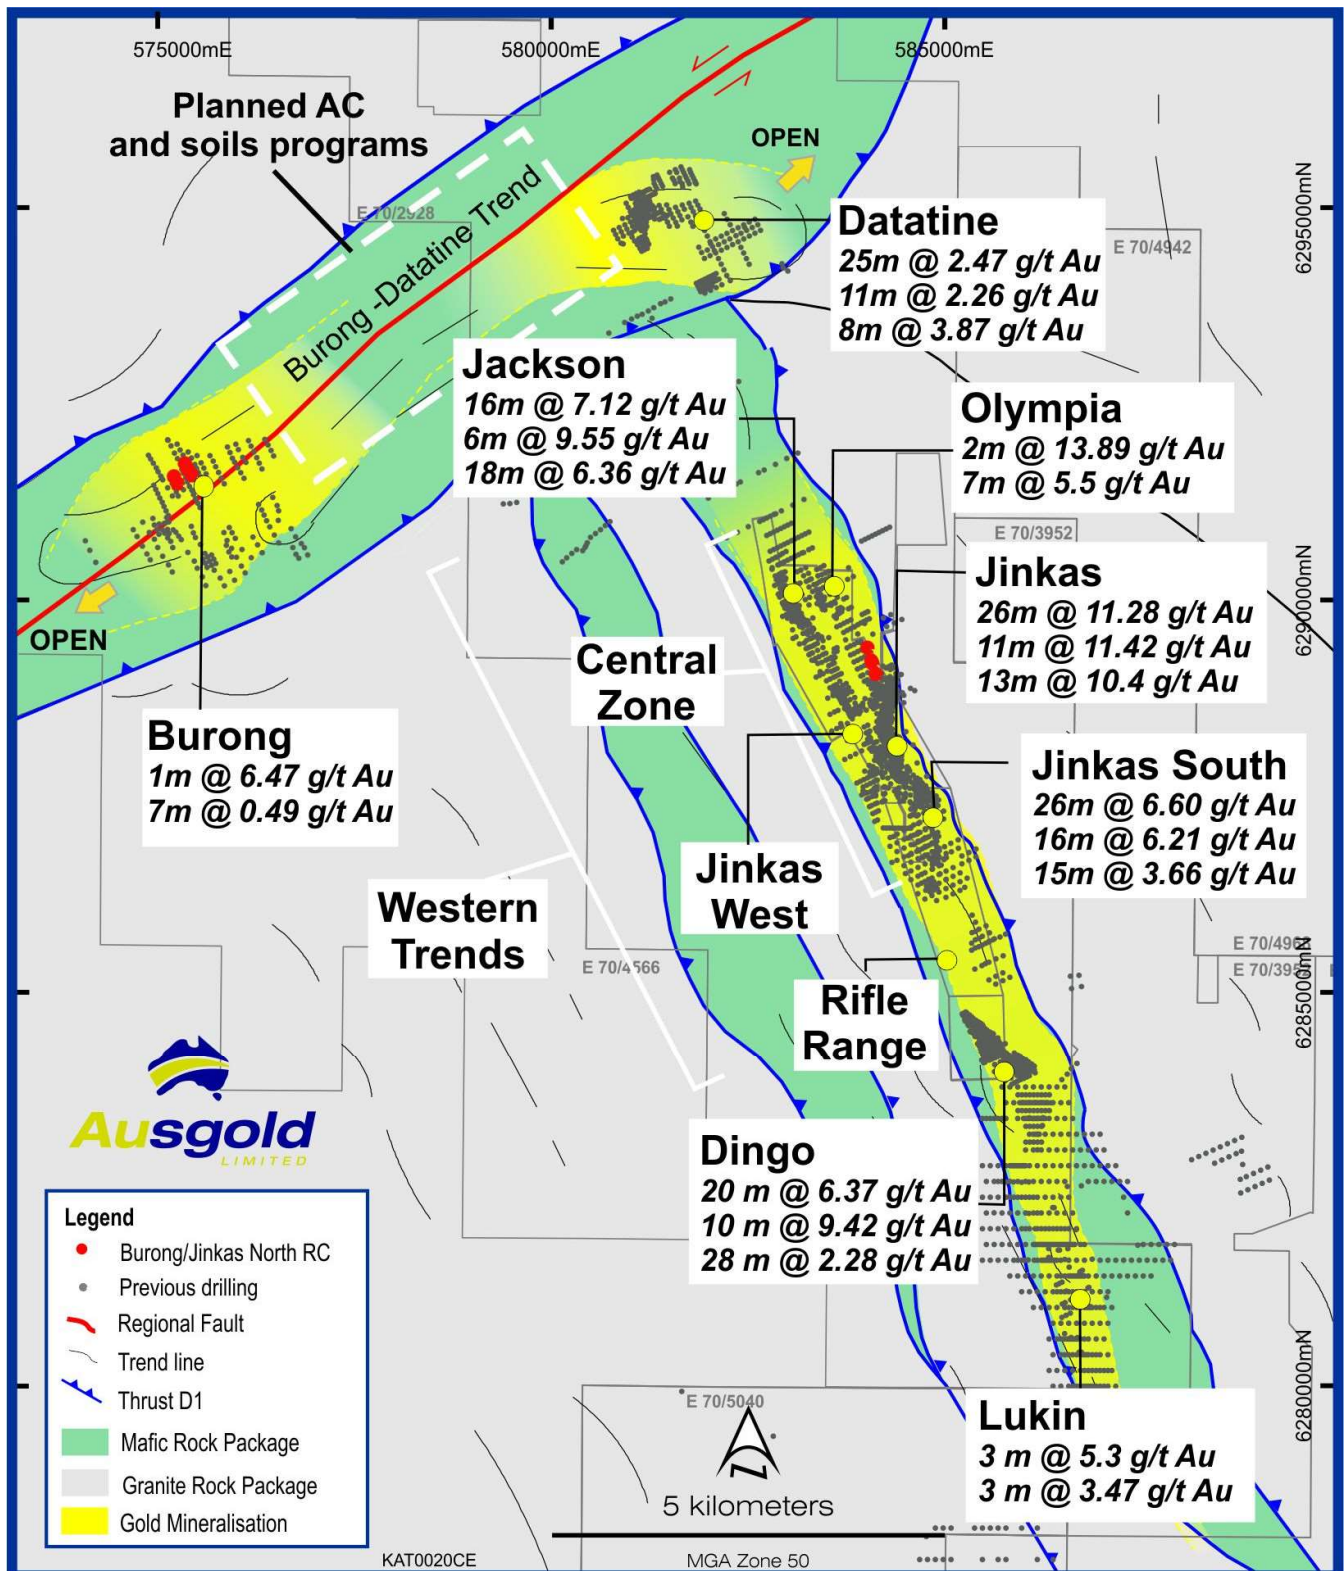 575000mE
580000mE
585000mE
Planned AC
and soils programs
OPEN
E 70/2928
Burong -Datatine Trend
6295000mN
Datatine
25m @ 2.47 g/t Au
11m @ 2.26 g/t Au
8m @ 3.87 g/t Au
E 70/4942
Jackson
16m @ 7.12 g/t Au
6m @ 9.55 g/t Au
18m @ 6.36 g/t Au
Olympia
2m @ 13.89 g/t Au
7m @ 5.5 g/t Au
E 70/3952
Jinkas
26m @ 11.28 g/t Au
11m @ 11.42 g/t Au
13m @ 10.4 g/t Au
6292000mN
OPEN
Central
Zone
Burong
1m @ 6.47 g/t Au
7m @ 0.49 g/t Au
Jinkas South
26m @ 6.60 g/t Au
16m @ 6.21 g/t Au
15m @ 3.66 g/t Au
Jinkas
West
Western
Trends
E 70/4566
E 70/496
E 70/395
6285000mN
Rifle
Range
Ausgold
LIMITED
Dingo
20 m @ 6.37 g/t Au
10 m @ 9.42 g/t Au
28 m @ 2.28 g/t Au
Legend
Burong/Jinkas North RC
Previous drilling
Regional Fault
Trend line
Thrust D1
Mafic Rock Package
Granite Rock Package
Gold Mineralisation
6280000mN
E 70/5040
Lukin
3 m @ 5.3 g/t Au
3 m @ 3.47 g/t Au
N
5 kilometers
KAT0020CE
MGA Zone 50